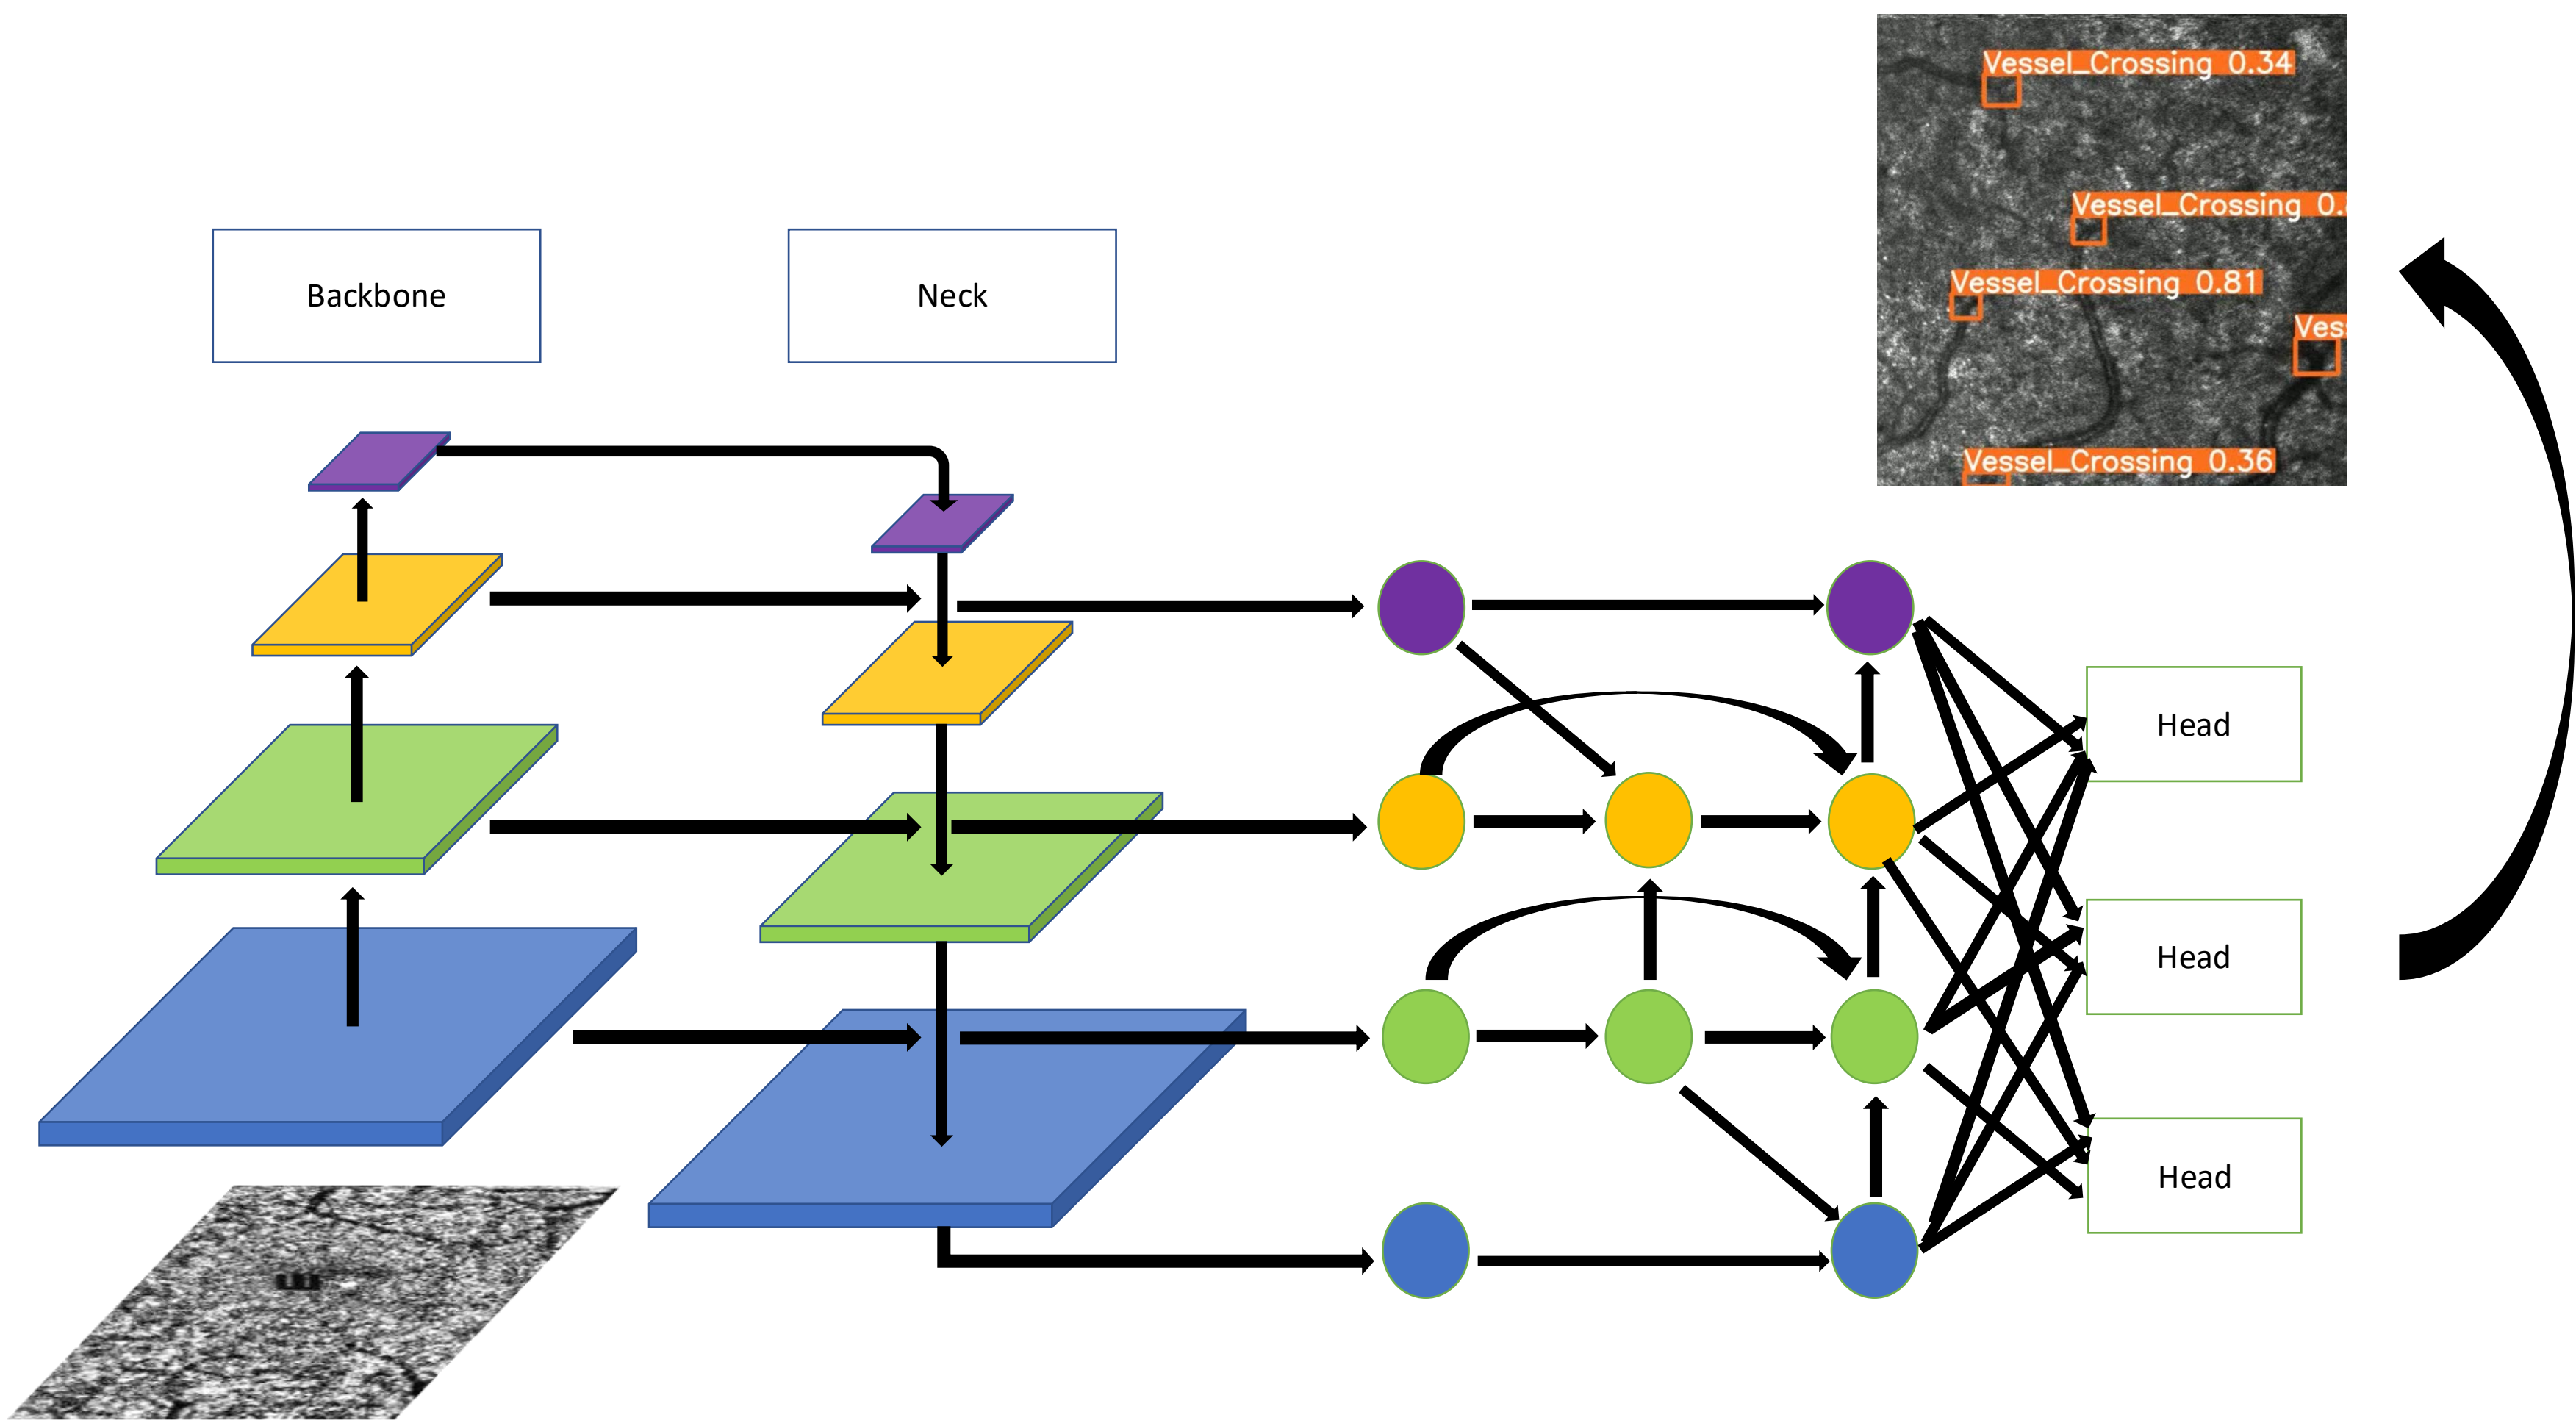 Vessel_Crossing 0.34
Vessel_Crossing
Vessel_Crossing 0.81
Vessel_Crossing 0.36
Backbone
Neck
Head
Head
Head